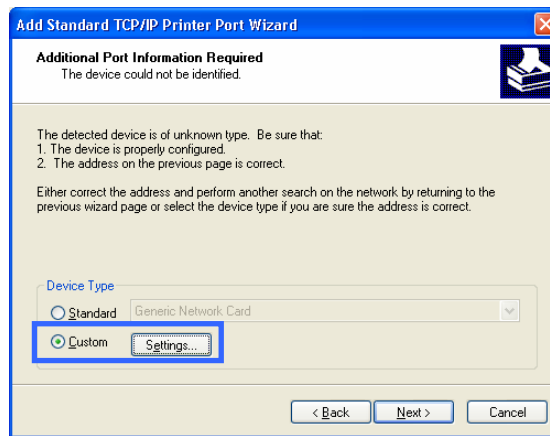 Add Standard TCP/IP Printer Port Wizard
Additional Port Information Required
The device could not be identified.
The detected device is of unknown type. Be sure that:
1. The device is properly configured.
2. The address on the previous page is correct.
Either correct the address and perform another search on the network by returning to the
previous wizard page or select the device type if you are sure the address is correct.
Device Type
Standard
Generic Network Card
Custom
Settings...
< Back
Next >
Cancel